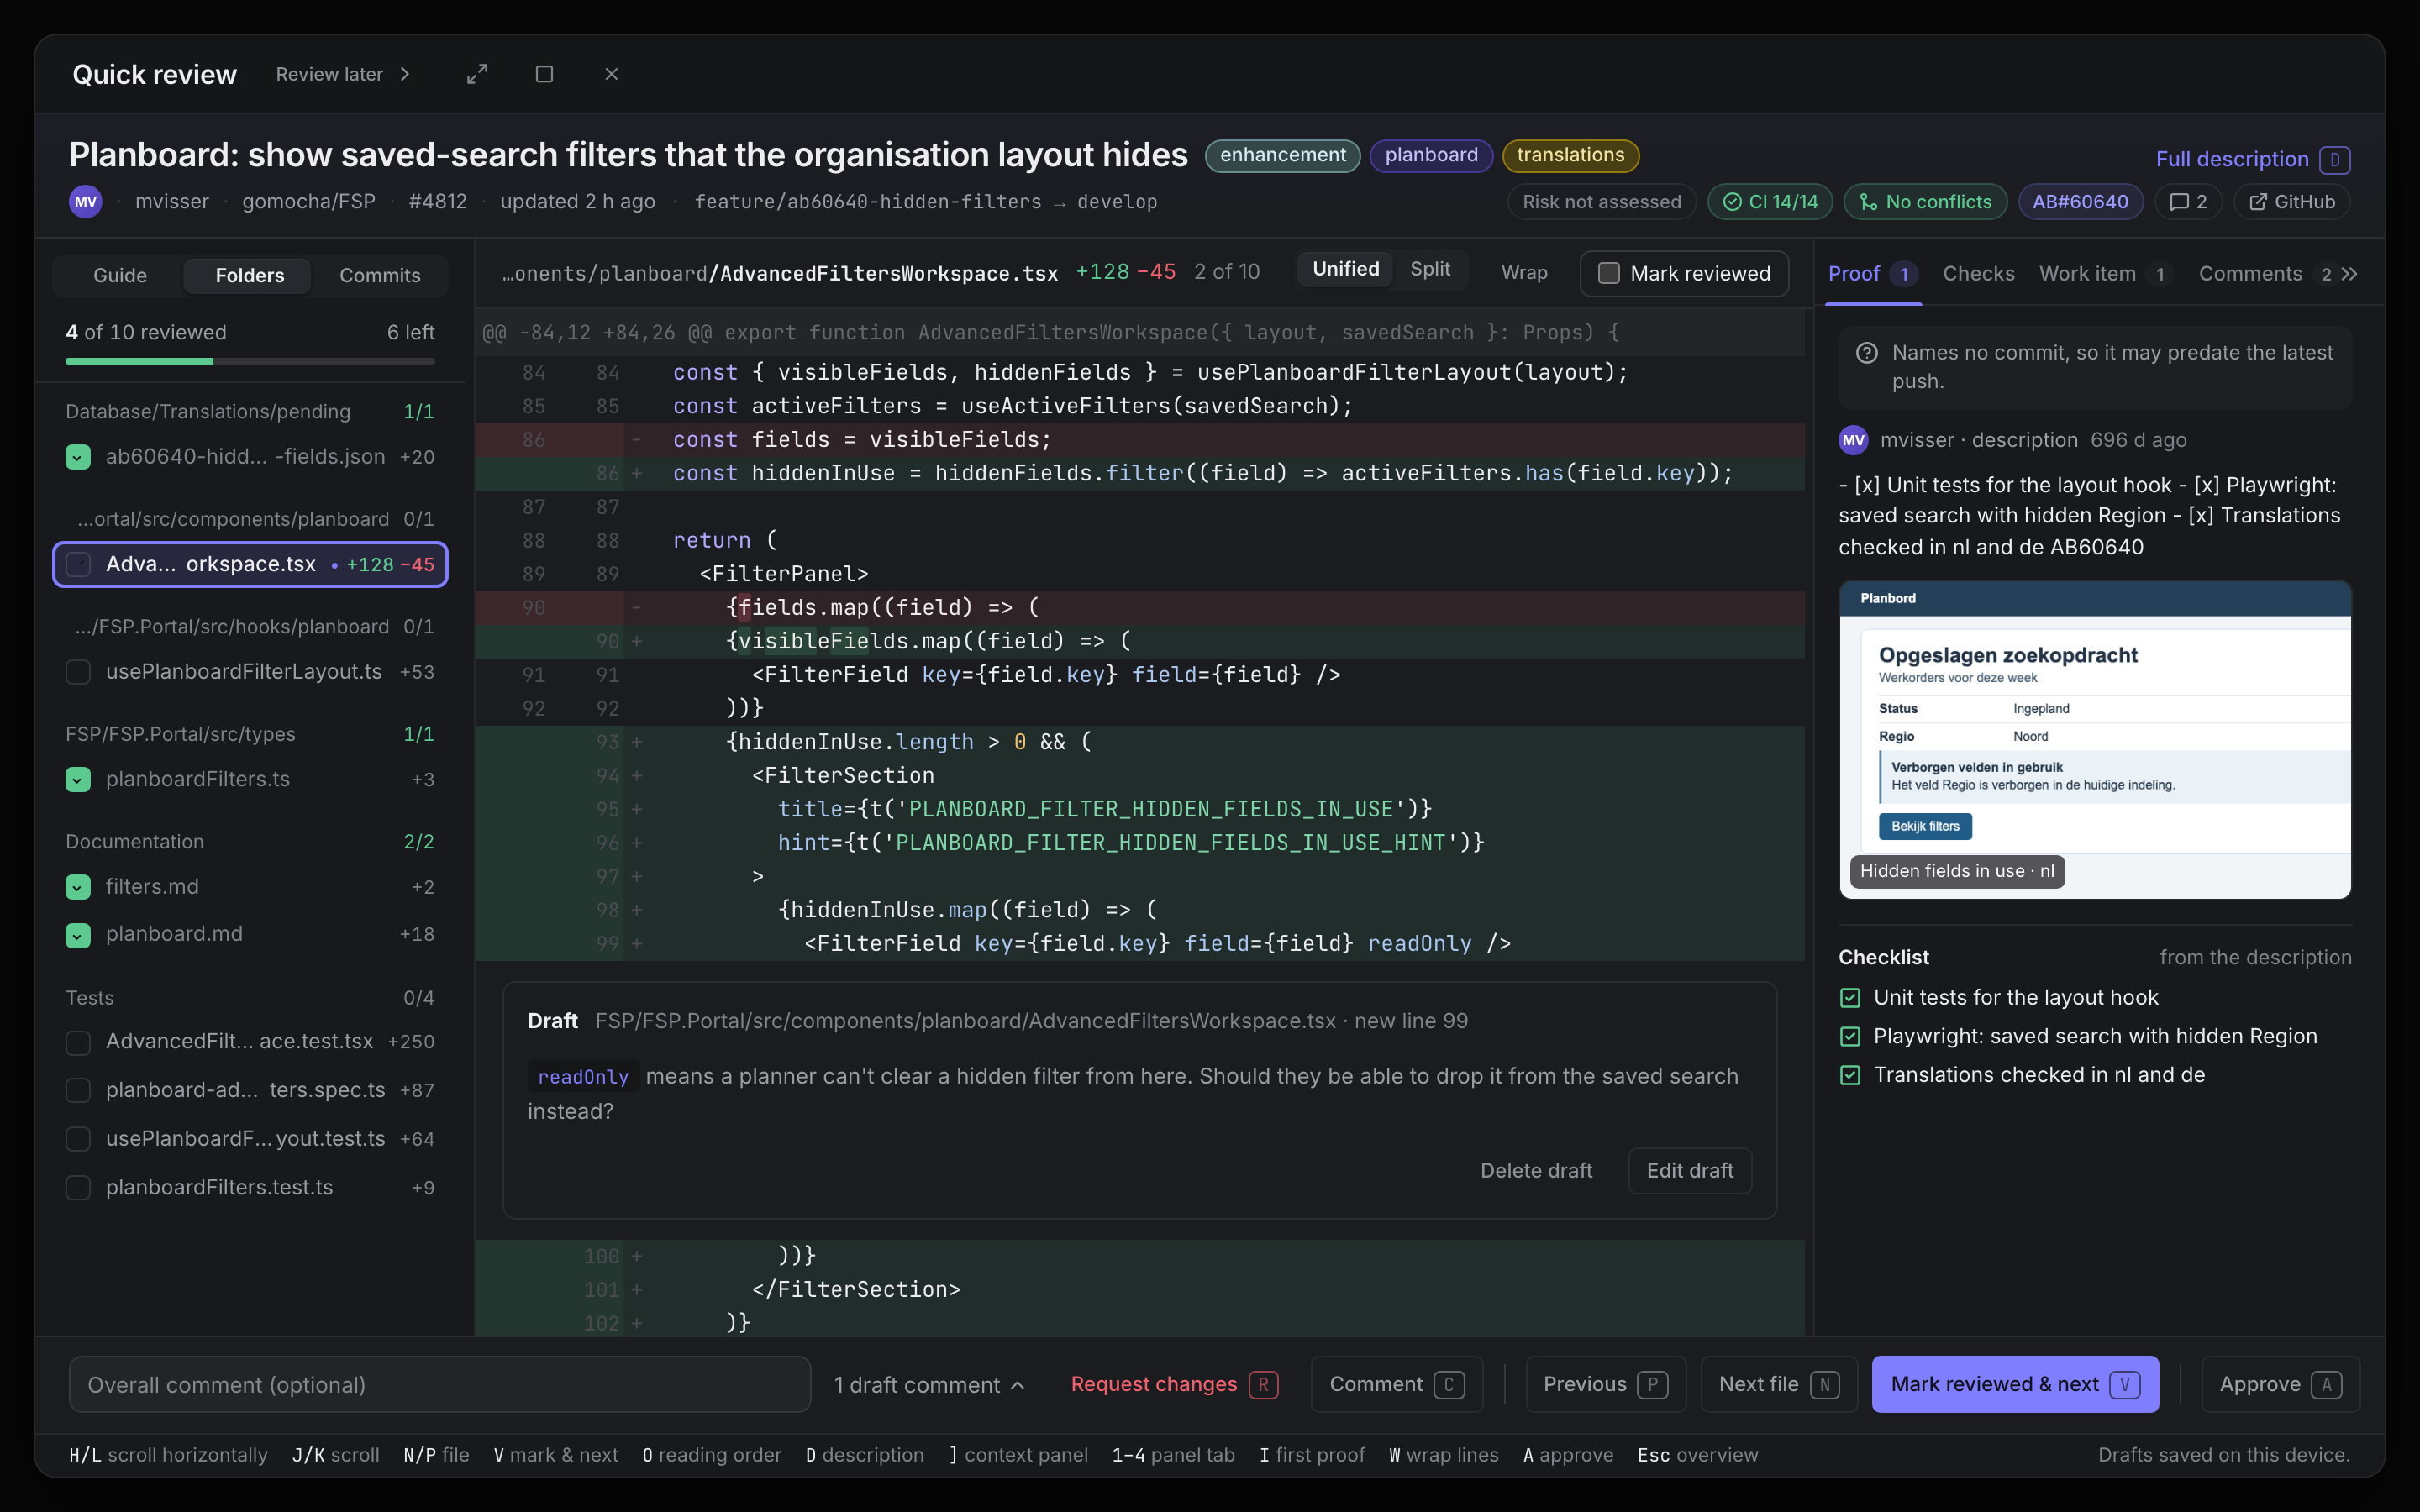 Quick review Review later
Planboard: show saved-search filters that the organisation layout hides enhancement planboard translations
Full description D
MV · mvisser · gomocha/FSP · #4812 · updated 2 h ago · feature/ab60640-hidden-filters → develop
Risk not assessed CI 14/14 No conflicts AB#60640 2 GitHub
Guide Folders Commits
4 of 10 reviewed 6 left
Database/Translations/pending 1/1
ab60640-hidd... -fields.json +20
...ortal/src/components/planboard 0/1
Adva... orkspace.tsx • +128 −45
.../FSP.Portal/src/hooks/planboard 0/1
usePlanboardFilterLayout.ts +53
FSP/FSP.Portal/src/types 1/1
planboardFilters.ts +3
Documentation 2/2
filters.md +2
planboard.md +18
Tests 0/4
AdvancedFilt... ace.test.tsx +250
planboard-ad... ters.spec.ts +87
usePlanboardF... yout.test.ts +64
planboardFilters.test.ts +9
…onents/planboard/AdvancedFiltersWorkspace.tsx +128 −45 2 of 10 Unified Split Wrap Mark reviewed
@@ -84,12 +84,26 @@ export function AdvancedFiltersWorkspace({ layout, savedSearch }: Props) {
84 84 const { visibleFields, hiddenFields } = usePlanboardFilterLayout(layout);
85 85 const activeFilters = useActiveFilters(savedSearch);
86 - const fields = visibleFields;
86 + const hiddenInUse = hiddenFields.filter((field) => activeFilters.has(field.key));
87 87
88 88 return (
89 89 <FilterPanel>
90 - {fields.map((field) => (
90 + {visibleFields.map((field) => (
91 91 <FilterField key={field.key} field={field} />
92 92 ))}
93 + {hiddenInUse.length > 0 && (
94 + <FilterSection
95 + title={t('PLANBOARD_FILTER_HIDDEN_FIELDS_IN_USE')}
96 + hint={t('PLANBOARD_FILTER_HIDDEN_FIELDS_IN_USE_HINT')}
97 + >
98 + {hiddenInUse.map((field) => (
99 + <FilterField key={field.key} field={field} readOnly />
Draft FSP/FSP.Portal/src/components/planboard/AdvancedFiltersWorkspace.tsx · new line 99
readOnly means a planner can't clear a hidden filter from here. Should they be able to drop it from the saved search
instead?
Delete draft Edit draft
100 + ))}
101 + </FilterSection>
102 + )}
Proof 1 Checks Work item 1 Comments 2
Names no commit, so it may predate the latest
push.
MV mvisser · description 696 d ago
- [x] Unit tests for the layout hook - [x] Playwright:
saved search with hidden Region - [x] Translations
checked in nl and de AB60640
Planbord
Opgeslagen zoekopdracht
Werkorders voor deze week
Status Ingepland
Regio Noord
Verborgen velden in gebruik
Het veld Regio is verborgen in de huidige indeling.
Bekijk filters
Hidden fields in use · nl
Checklist from the description
Unit tests for the layout hook
Playwright: saved search with hidden Region
Translations checked in nl and de
Overall comment (optional) 1 draft comment Request changes R Comment C Previous P Next file N Mark reviewed & next V Approve A
H/L scroll horizontally J/K scroll N/P file V mark & next O reading order D description ] context panel 1–4 panel tab I first proof W wrap lines A approve Esc overview Drafts saved on this device.